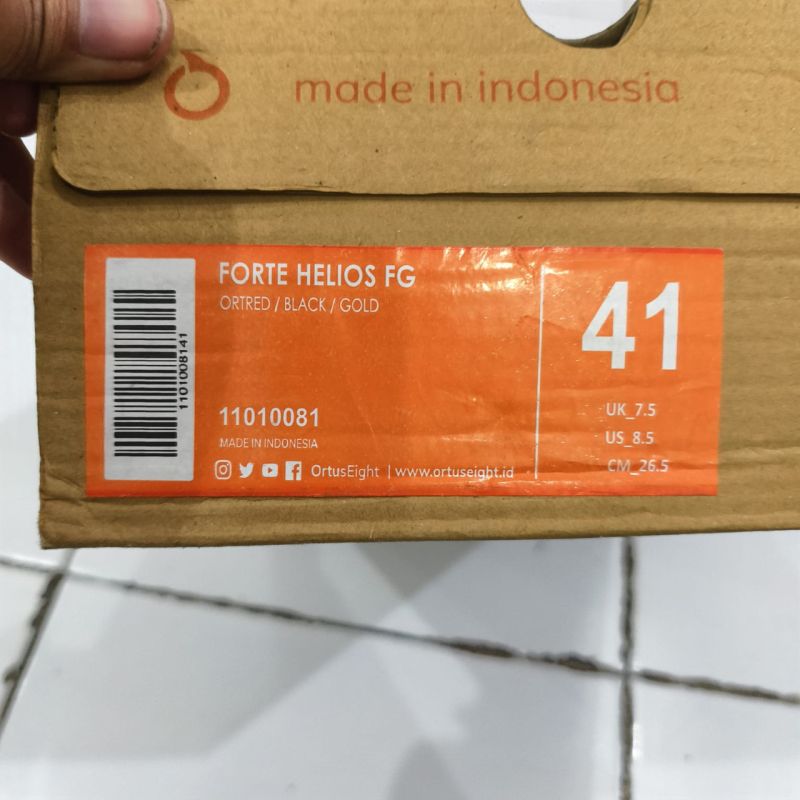 made in indonesia
FORTE HELIOS FG
ORTRED / BLACK / GOLD
11010081
MADE IN INDONESIA
OrtusEight | www.ortuseight.id
1101008141
41
UK_7.5
US_8.5
CM_26.5